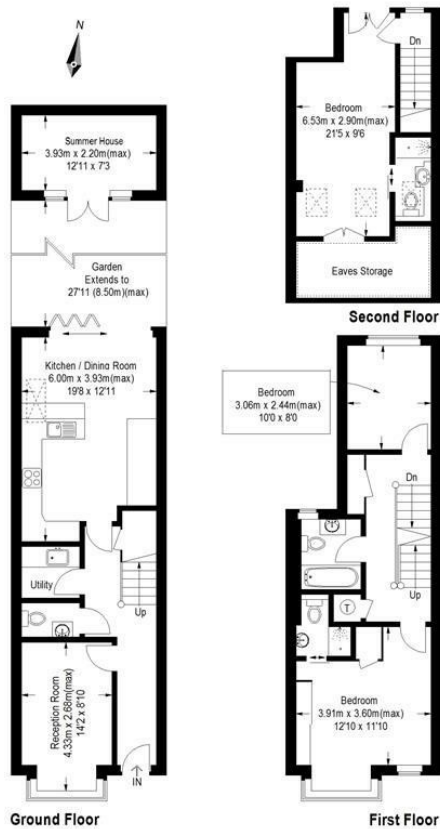 N
Summer House
3.93m x 2.20m(max)
12'11 x 7'3
Garden
Extends to
27'11 (8.50m)(max)
Kitchen / Dining Room
6.00m x 3.93m(max)
19'8 x 12'11
Utility
Up
Reception Room
4.33m x 2.68m(max)
14'2 x 8'10
IN
Ground Floor
Dn
Bedroom
6.53m x 2.90m(max)
21'5 x 9'6
Eaves Storage
Second Floor
Bedroom
3.06m x 2.44m(max)
10'0 x 8'0
Dn
Up
T
Bedroom
3.91m x 3.60m(max)
12'10 x 11'10
First Floor